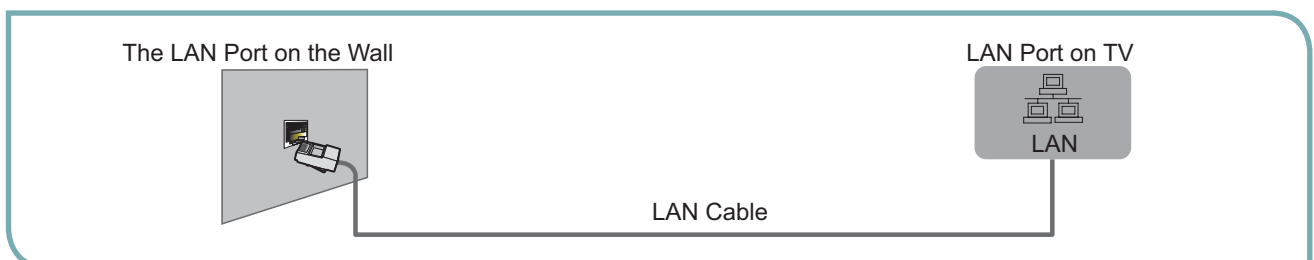 The LAN Port on the Wall
LAN Port on TV
LAN
LAN Cable